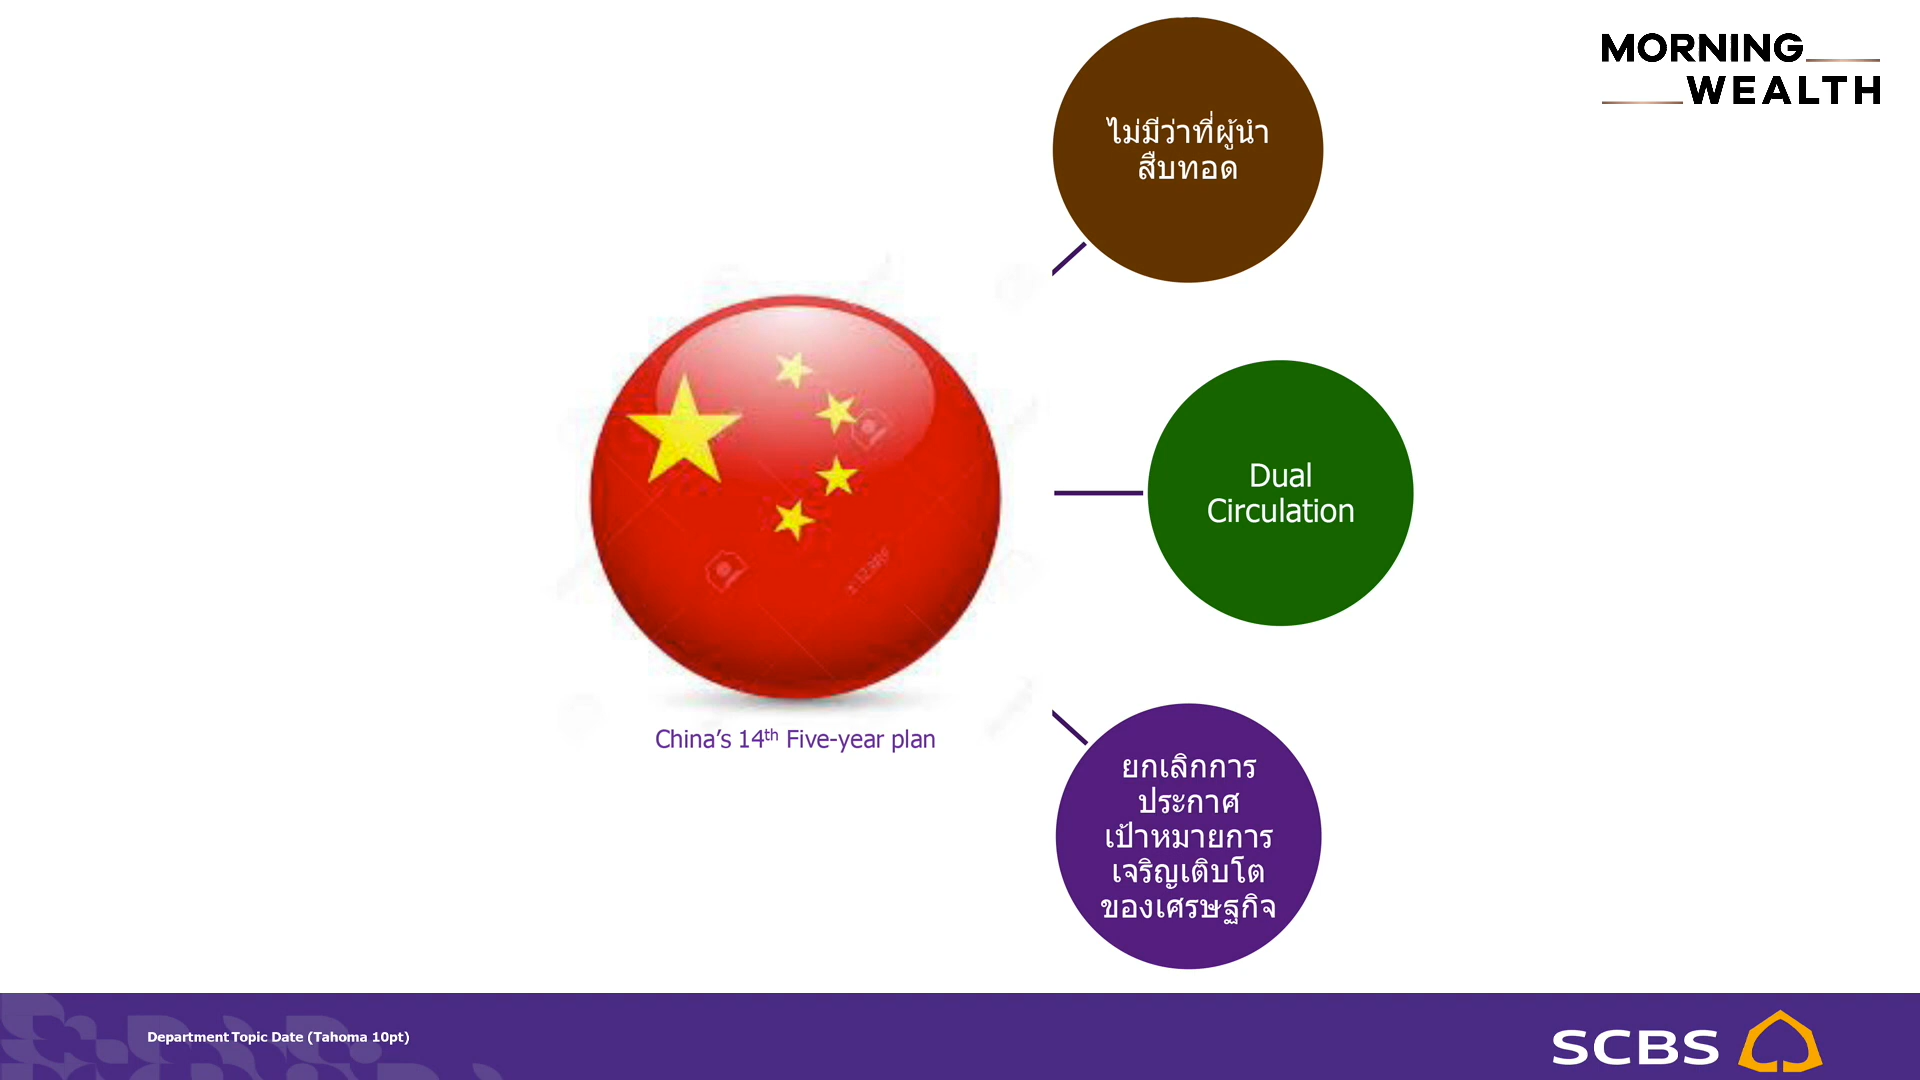 MORNING
WEALTH
ไม่มีว่าที่ผู้นำ
สืบทอด
Dual
Circulation
China’s 14th Five-year plan
ยกเลิกการ
ประกาศ
เป้าหมายการ
เจริญเติบโต
ของเศรษฐกิจ
Department Topic Date (Tahoma 10pt)
SCBS